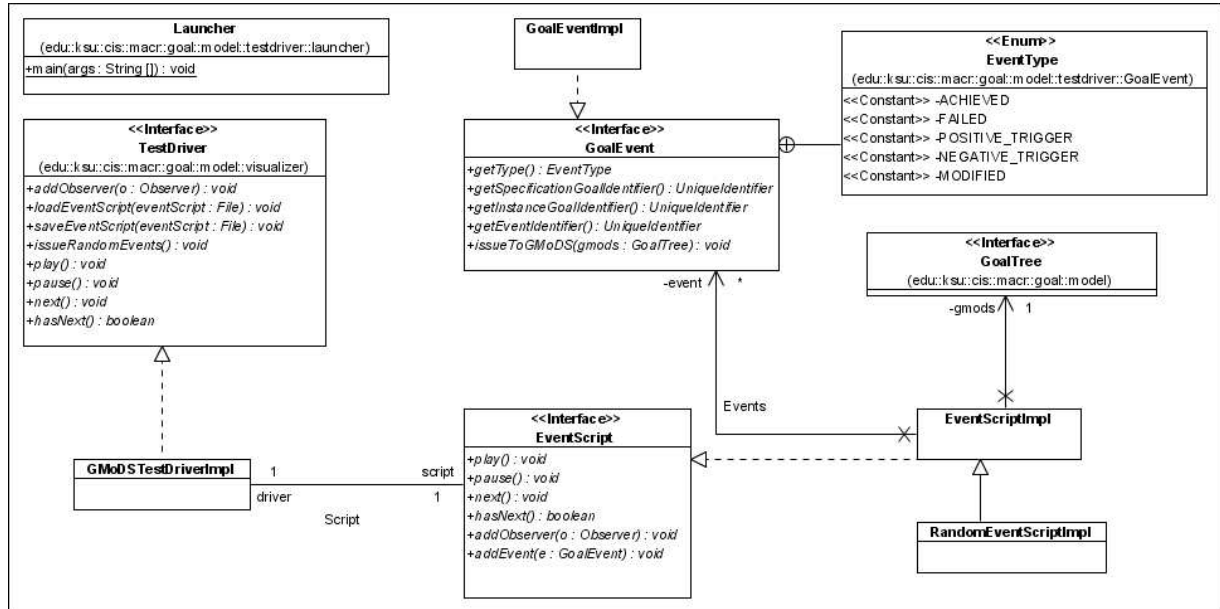 Launcher
(edu::ksu::cis::macr::goal::model::testdriver::launcher)
+main(args : String []) : void
GoalEventImpl
<<Enum>>
EventType
(edu::ksu::cis::macr::goal::model::testdriver::GoalEvent)
<<Constant>> -ACHIEVED
<<Constant>> -FAILED
<<Constant>> -POSITIVE_TRIGGER
<<Constant>> -NEGATIVE_TRIGGER
<<Constant>> -MODIFIED
<<Interface>>
TestDriver
(edu::ksu::cis::macr::goal::model::visualizer)
+addObserver(o : Observer) : void
+loadEventScript(eventScript : File) : void
+saveEventScript(eventScript : File) : void
+issueRandomEvents() : void
+play() : void
+pause() : void
+next() : void
+hasNext() : boolean
<<Interface>>
GoalEvent
+getType() : EventType
+getSpecificationGoalIdentifier() : UniqueIdentifier
+getInstanceGoalIdentifier() : UniqueIdentifier
+getEventIdentifier() : UniqueIdentifier
+issueToGMoDS(gmods : GoalTree) : void
<<Interface>>
GoalTree
(edu::ksu::cis::macr::goal::model)
-event *
-gmods 1
Events
EventScriptImpl
<<Interface>>
EventScript
+play() : void
+pause() : void
+next() : void
+hasNext() : boolean
+addObserver(o : Observer) : void
+addEvent(e : GoalEvent) : void
GMoDSTestDriverImpl
1 script
driver 1
Script
RandomEventScriptImpl